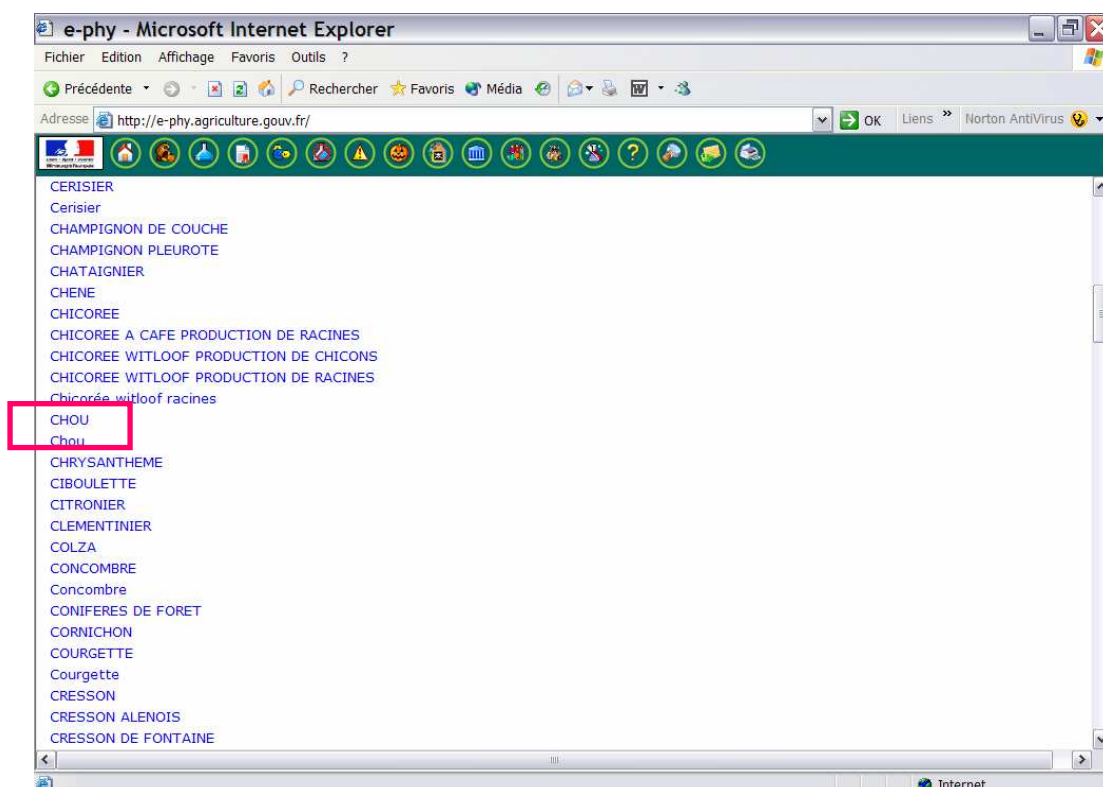 e-phy - Microsoft Internet Explorer
Fichier Edition Affichage Favoris Outils ?
Précédente Rechercher Favoris Média
Adresse http://e-phy.agriculture.gouv.fr/ OK Liens » Norton AntiVirus
CERISIER
Cerisier
CHAMPIGNON DE COUCHE
CHAMPIGNON PLEUROTE
CHATAIGNIER
CHENE
CHICOREE
CHICOREE A CAFE PRODUCTION DE RACINES
CHICOREE WITLOOF PRODUCTION DE CHICONS
CHICOREE WITLOOF PRODUCTION DE RACINES
Chicorée witloof racines
CHOU
Chou
CHRYSANTHEME
CIBOULETTE
CITRONIER
CLEMENTINIER
COLZA
CONCOMBRE
Concombre
CONIFERES DE FORET
CORNICHON
COURGETTE
Courgette
CRESSON
CRESSON ALENOIS
CRESSON DE FONTAINE
Internet